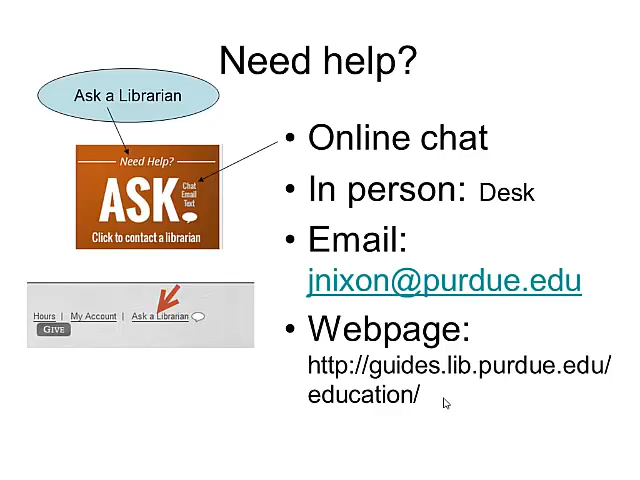 Need help?
Ask a Librarian
Need Help?
ASK.
Chat
Email
Text
Click to contact a librarian
Hours | My Account | Ask a Librarian
GIVE
• Online chat
• In person: Desk
• Email:
jnixon@purdue.edu
• Webpage:
http://guides.lib.purdue.edu/
education/